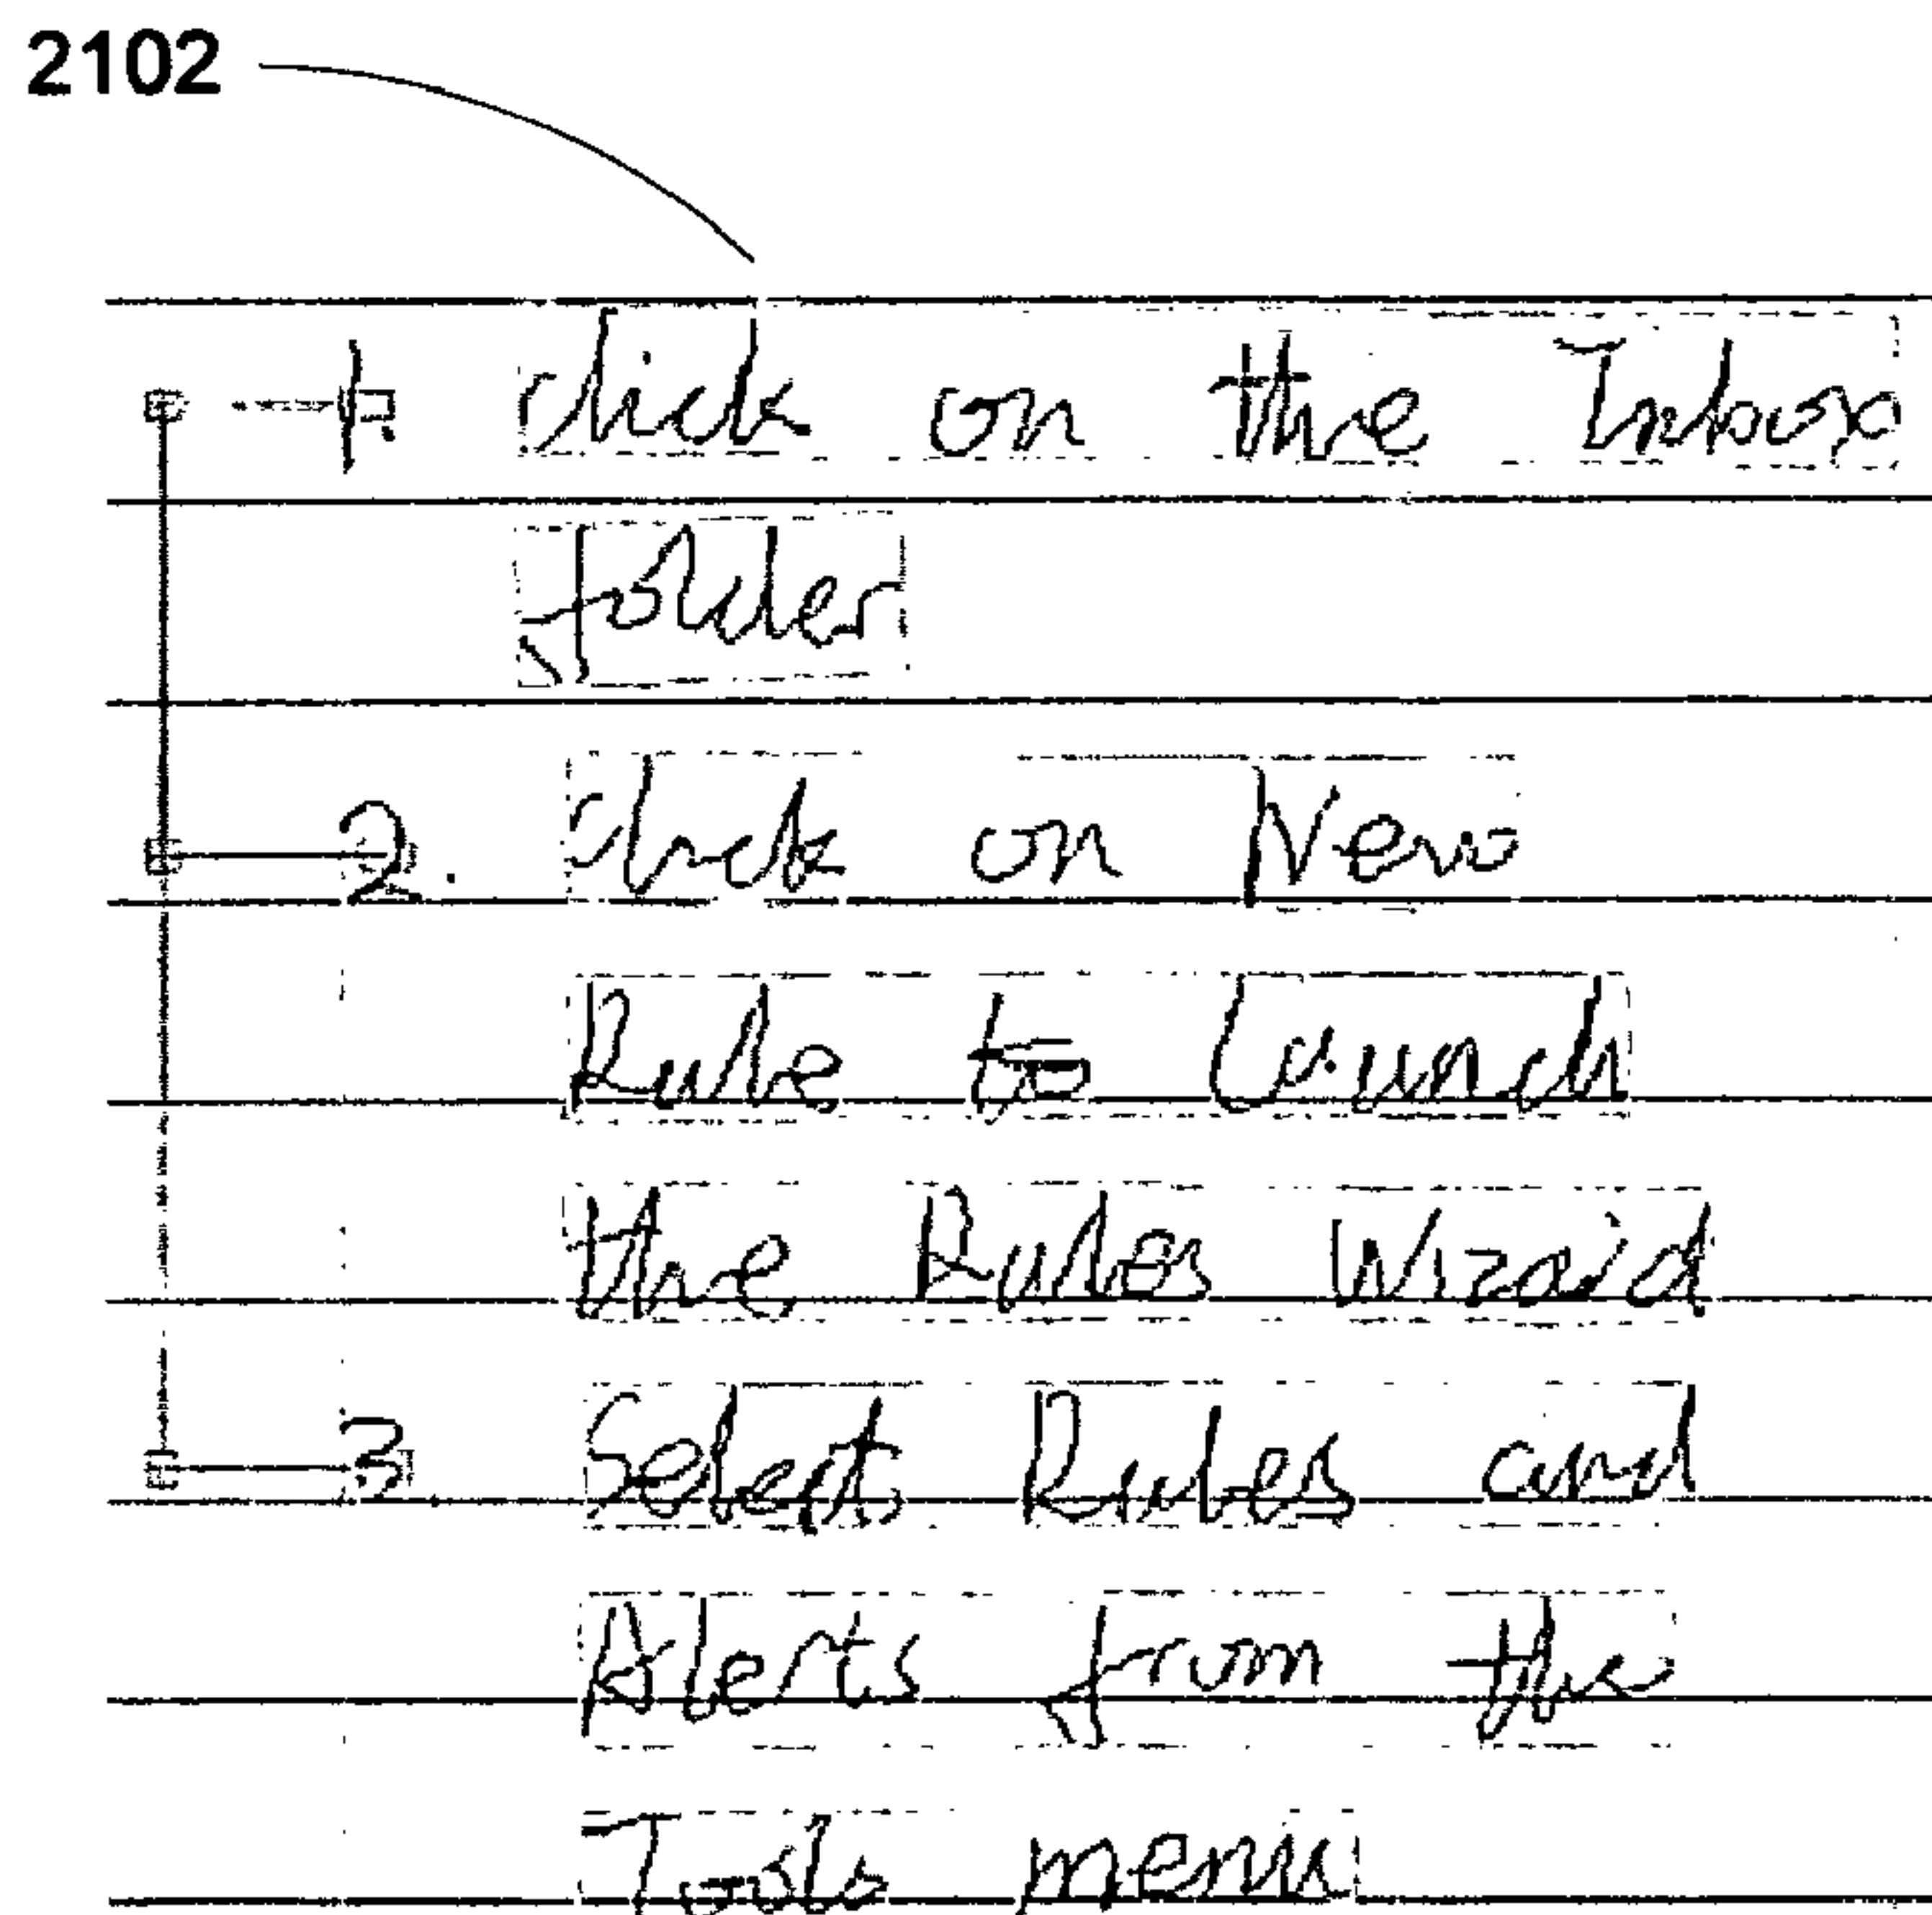 2102
1. click on the Inbox
folder
2. click on New
Rule to launch
the Rules Wizard
3 Select Rules and
Alerts from the
Tools menu